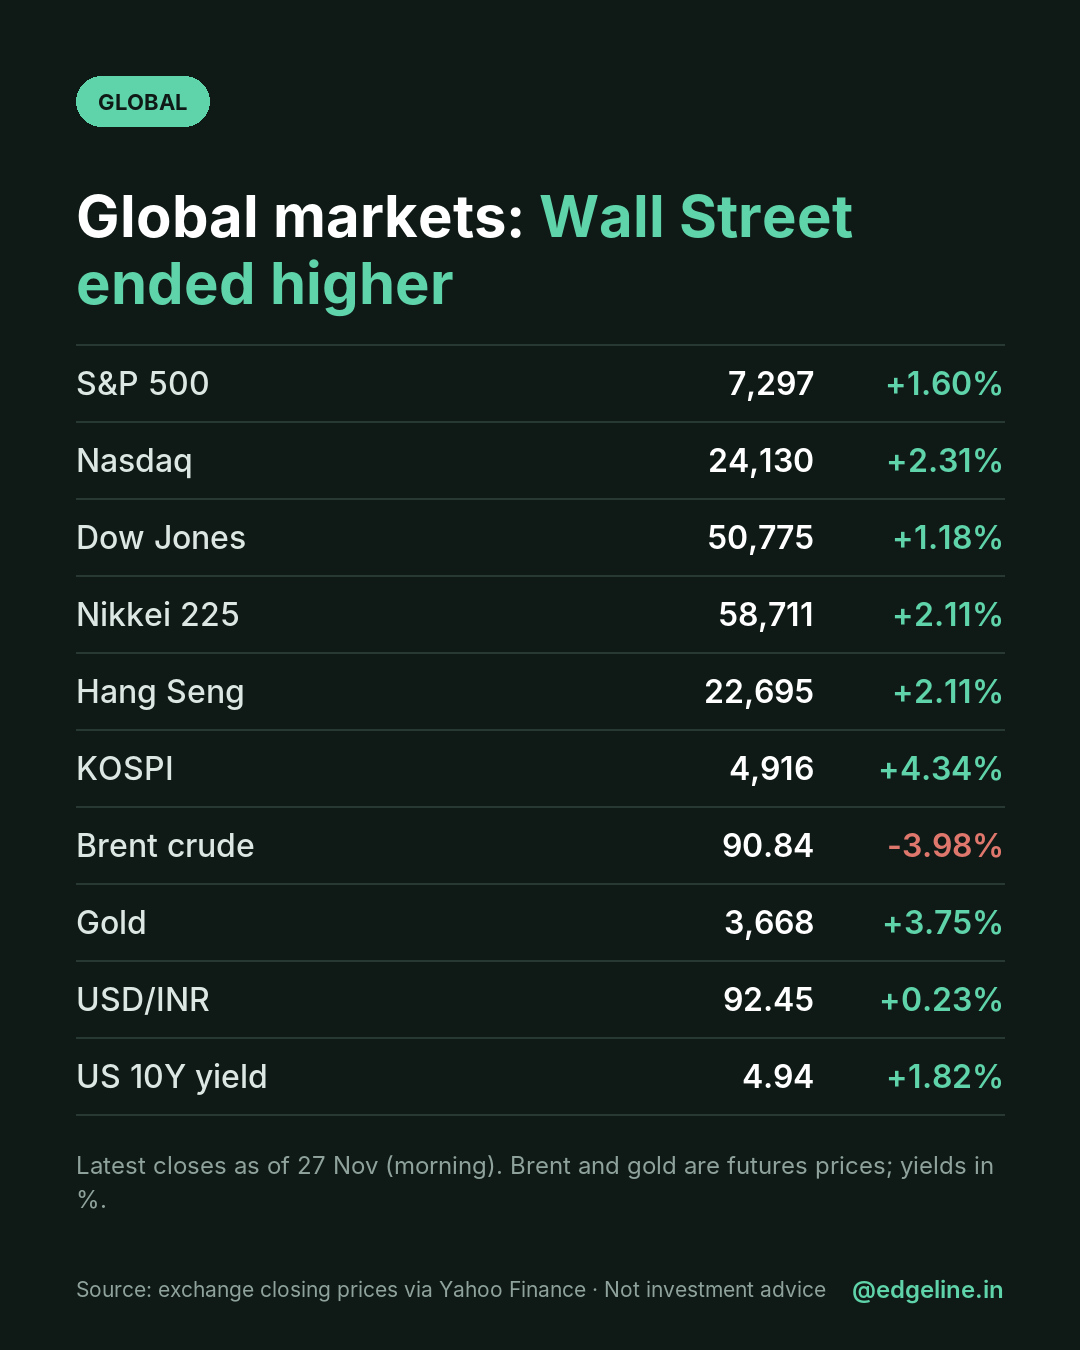 GLOBAL
Global markets: Wall Street
ended higher
S&P 500 7,297 +1.60%
Nasdaq 24,130 +2.31%
Dow Jones 50,775 +1.18%
Nikkei 225 58,711 +2.11%
Hang Seng 22,695 +2.11%
KOSPI 4,916 +4.34%
Brent crude 90.84 -3.98%
Gold 3,668 +3.75%
USD/INR 92.45 +0.23%
US 10Y yield 4.94 +1.82%
Latest closes as of 27 Nov (morning). Brent and gold are futures prices; yields in
%.
Source: exchange closing prices via Yahoo Finance · Not investment advice @edgeline.in